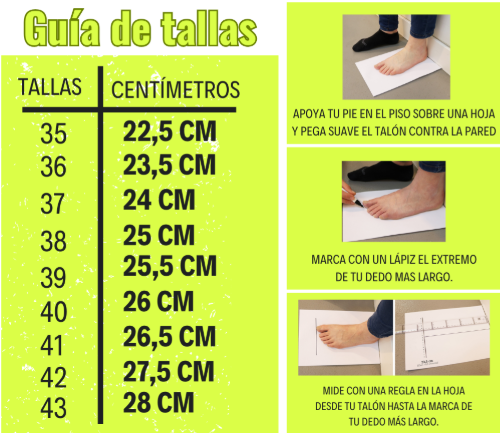 Guía de tallas
TALLAS CENTÍMETROS
35 22,5 CM
36 23,5 CM
37 24 CM
38 25 CM
39 25,5 CM
40 26 CM
41 26,5 CM
42 27,5 CM
43 28 CM
APOYA TU PIE EN EL PISO SOBRE UNA HOJA
Y PEGA SUAVE EL TALÓN CONTRA LA PARED
MARCA CON UN LÁPIZ EL EXTREMO
DE TU DEDO MAS LARGO.
MIDE CON UNA REGLA EN LA HOJA
DESDE TU TALÓN HASTA LA MARCA DE
TU DEDO MÁS LARGO.